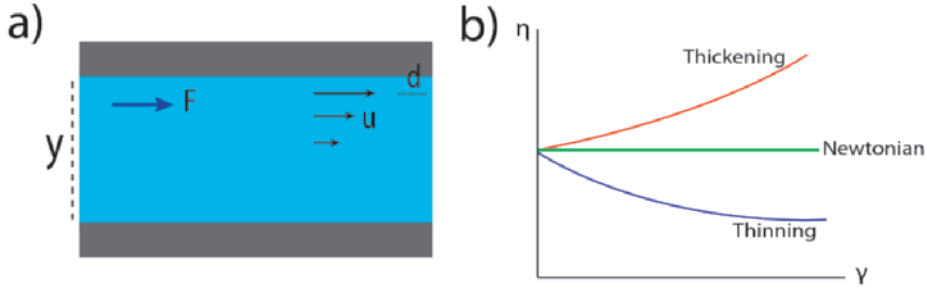 a)
F
d
u
y
b)
η
Thickening
Newtonian
Thinning
γ